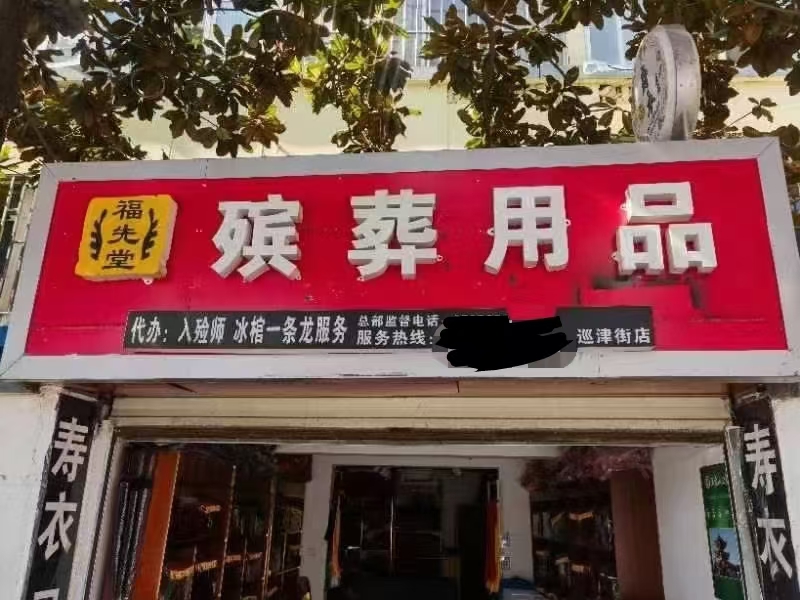 福先堂
殡葬用品
代办：入殓师 冰棺一条龙服务
总部监督电话
服务热线：
巡津街店
寿衣
寿衣